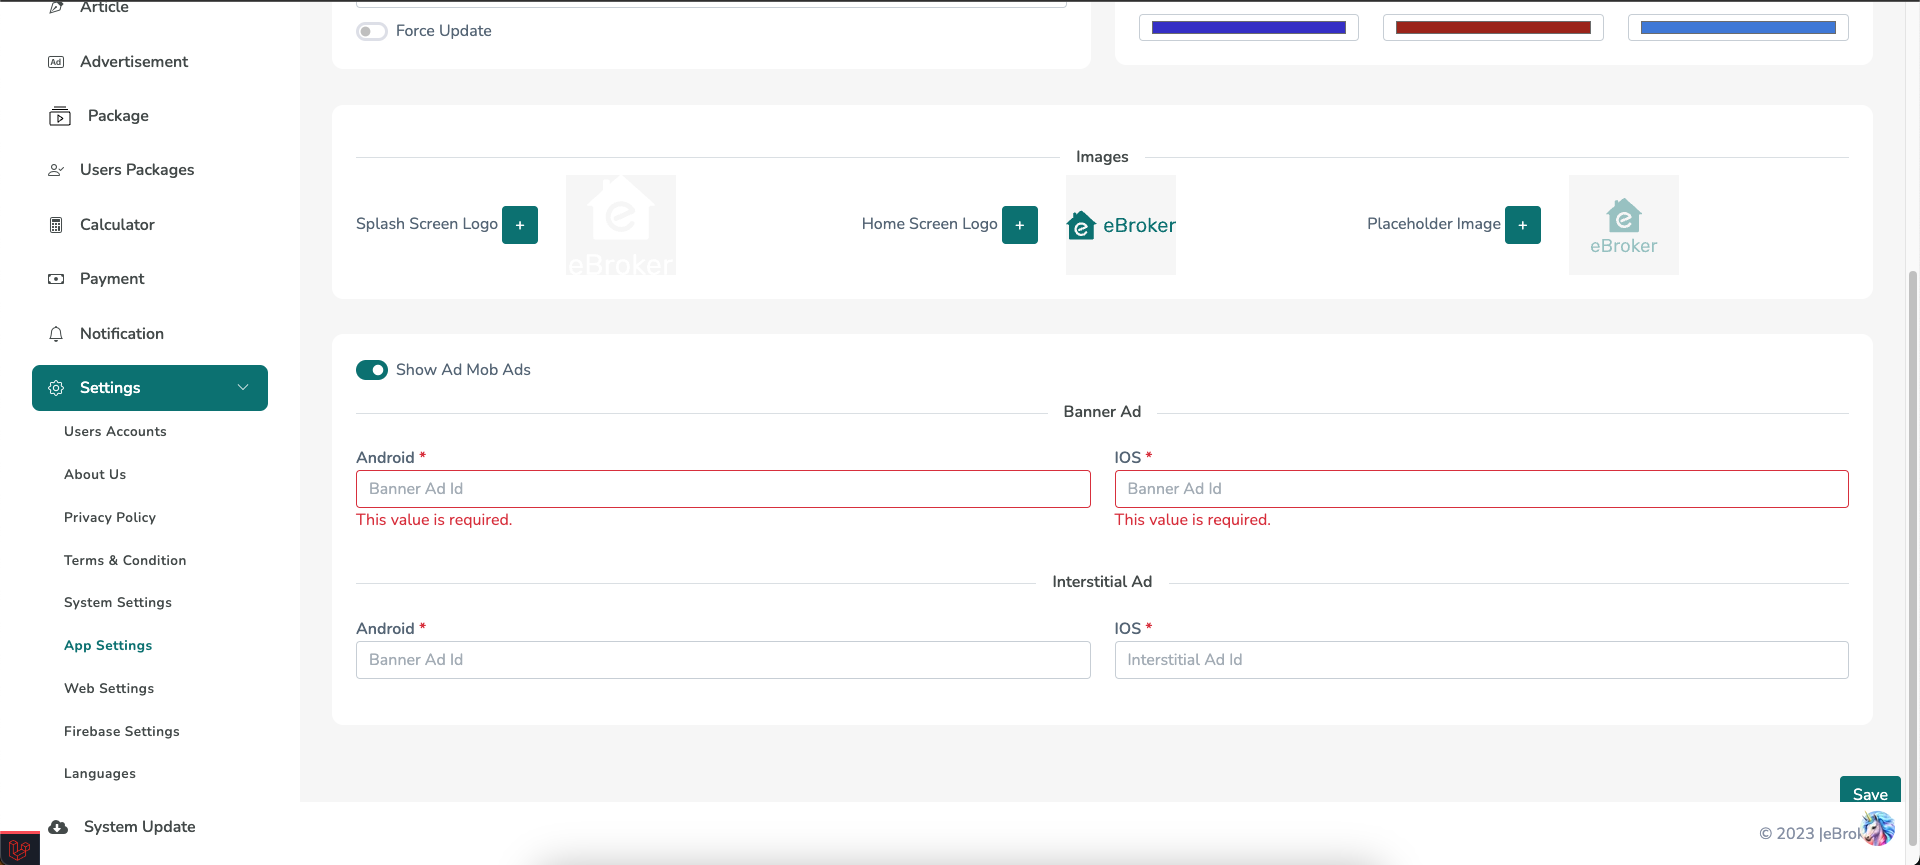 Article
Advertisement
Package
Users Packages
Calculator
Payment
Notification
Settings
Users Accounts
About Us
Privacy Policy
Terms & Condition
System Settings
App Settings
Web Settings
Firebase Settings
Languages
System Update
Force Update
Images
Splash Screen Logo +
eBroker
Home Screen Logo +
eBroker
Placeholder Image +
eBroker
Show Ad Mob Ads
Banner Ad
Android *
Banner Ad Id
This value is required.
IOS *
Banner Ad Id
This value is required.
Interstitial Ad
Android *
Banner Ad Id
IOS *
Interstitial Ad Id
Save
© 2023 |eBrok